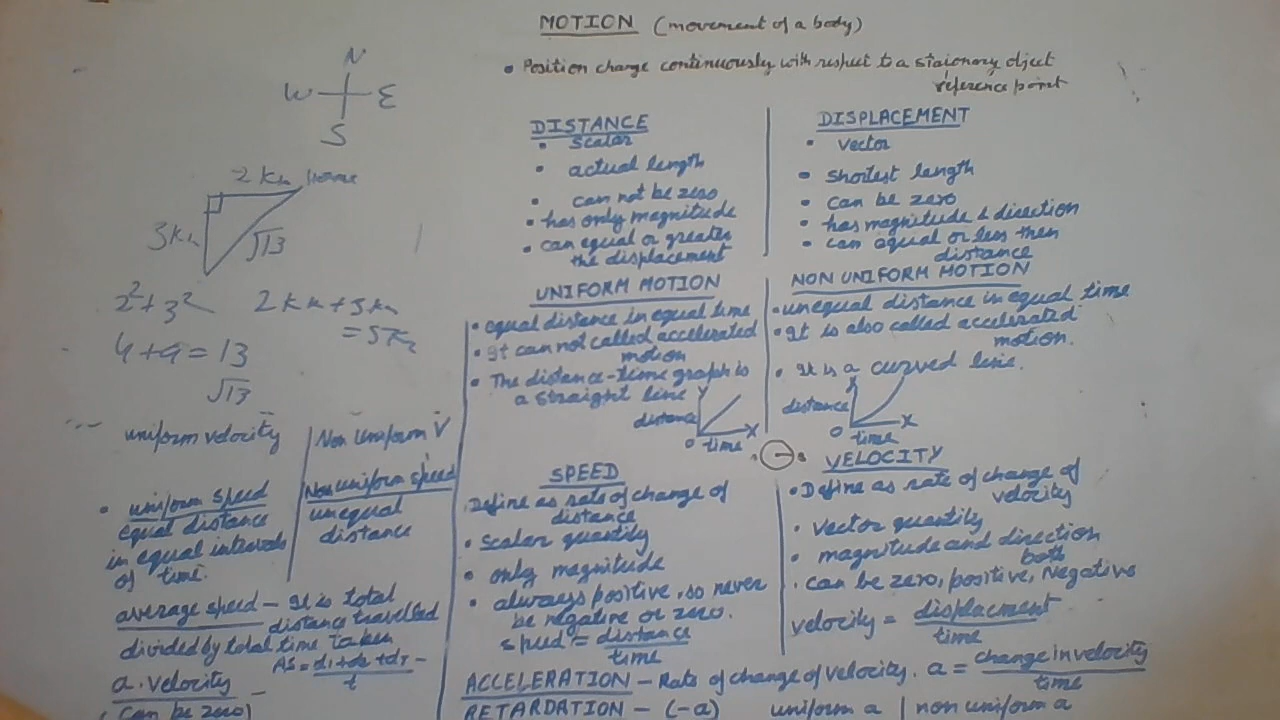 MOTION (movement of a body)
• Position change continuously with respect to a stationary object
reference point
N
W E
S
2 km Home
3 km √13
2² + 3²
4 + 9 = 13
√13
2 km + 3 km
= 5 km
DISTANCE
• scalar
• actual length
• can not be zero
• has only magnitude
• can equal or greater
the displacement
DISPLACEMENT
• vector
• shortest length
• can be zero
• has magnitude & direction
• can equal or less then
distance
UNIFORM MOTION
• equal distance in equal time
• It can not called accelerated
motion
• The distance-time graph is
a straight line
Y
distance
O time X
NON UNIFORM MOTION
• unequal distance in equal time
• It is also called accelerated
motion.
• It is a curved line.
Y
distance
O time X
uniform velocity
• uniform speed
equal distance
in equal intervals
of time.
Non Uniform V
Non uniform speed
unequal
distance
average speed – It is total
distance travelled
divided by total time taken
AS = d1+d2+dT
t
a. velocity
(can be zero)
SPEED
Define as rate of change of
distance
• scalar quantity
• only magnitude
• always positive, so never
be negative or zero.
speed = distance
time
VELOCITY
• Define as rate of change of
velocity
• vector quantity
• magnitude and direction
both
• can be zero, positive, Negative
velocity = displacment
time
ACCELERATION – Rate of change of velocity. a = change in velocity
time
RETARDATION – (-a) uniform a | non uniform a